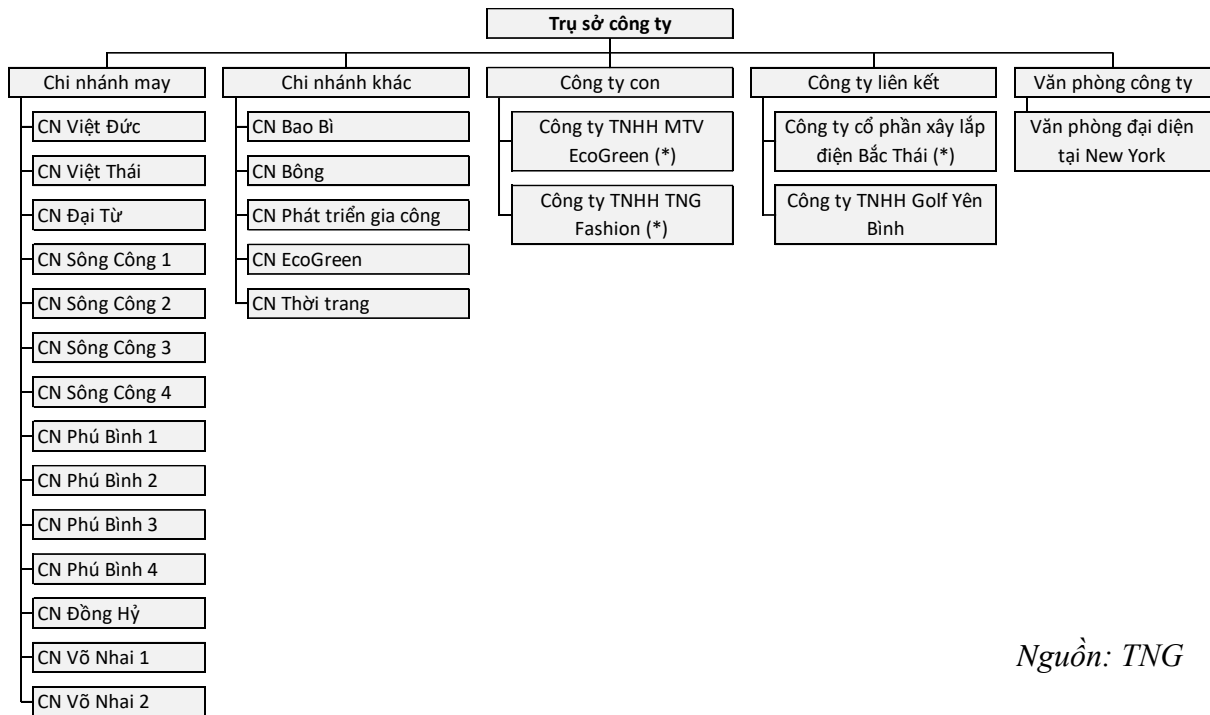 Trụ sở công ty
Chi nhánh may
Chi nhánh khác
Công ty con
Công ty liên kết
Văn phòng công ty
CN Việt Đức
CN Việt Thái
CN Đại Từ
CN Sông Công 1
CN Sông Công 2
CN Sông Công 3
CN Sông Công 4
CN Phú Bình 1
CN Phú Bình 2
CN Phú Bình 3
CN Phú Bình 4
CN Đồng Hỷ
CN Võ Nhai 1
CN Võ Nhai 2
CN Bao Bì
CN Bông
CN Phát triển gia công
CN EcoGreen
CN Thời trang
Công ty TNHH MTV
EcoGreen (*)
Công ty TNHH TNG
Fashion (*)
Công ty cổ phần xây lắp
điện Bắc Thái (*)
Công ty TNHH Golf Yên
Bình
Văn phòng đại diện
tại New York
Nguồn: TNG